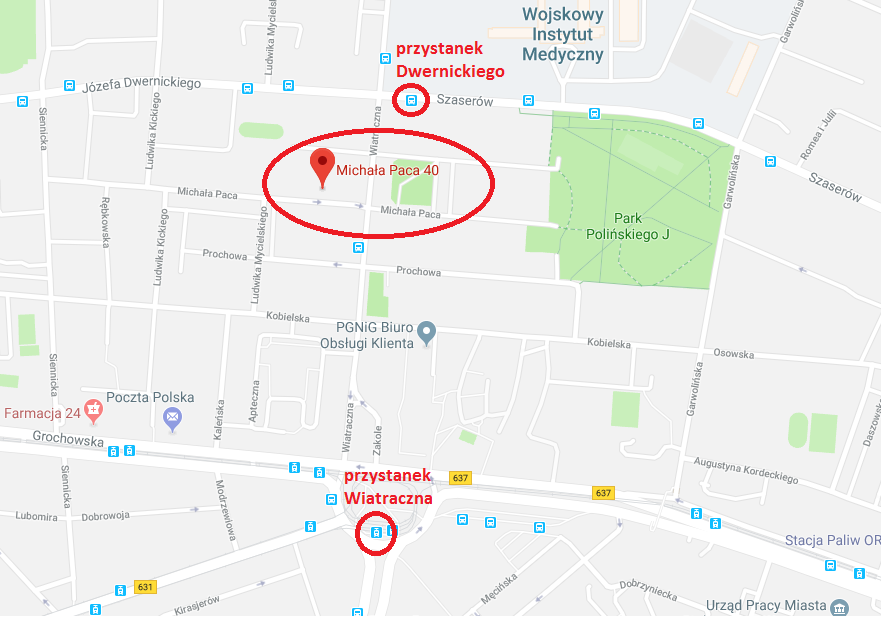 Wojskowy
Instytut
Medyczny
Garwolińska
Ludwika Mycielskiego
przystanek
Dwernickiego
Józefa Dwernickiego
Szaserów
Siennicka
Ludwika Kickiego
Wiatraczna
Romea i Julii
Garwolińska
Szaserów
Michała Paca 40
Michała Paca
Michała Paca
Rębkowska
Ludwika Kickiego
Ludwika Mycielskiego
Park
Polińskiego J
Prochowa
Prochowa
Kobielska
PGNiG Biuro
Obsługi Klienta
Kobielska
Osowska
Siennicka
Garwolińska
Apteczna
Poczta Polska
Farmacja 24
Kaleńska
Wiatraczna
Zakole
Daszowska
Grochowska
Siennicka
przystanek
Wiatraczna
637
637
Augustyna Kordeckiego
Modrzewiowa
Lubomira
Dobrowoja
Stacja Paliw OR
631
Kirasjerów
Męcińska
Dobrzyniecka
Urząd Pracy Miasta